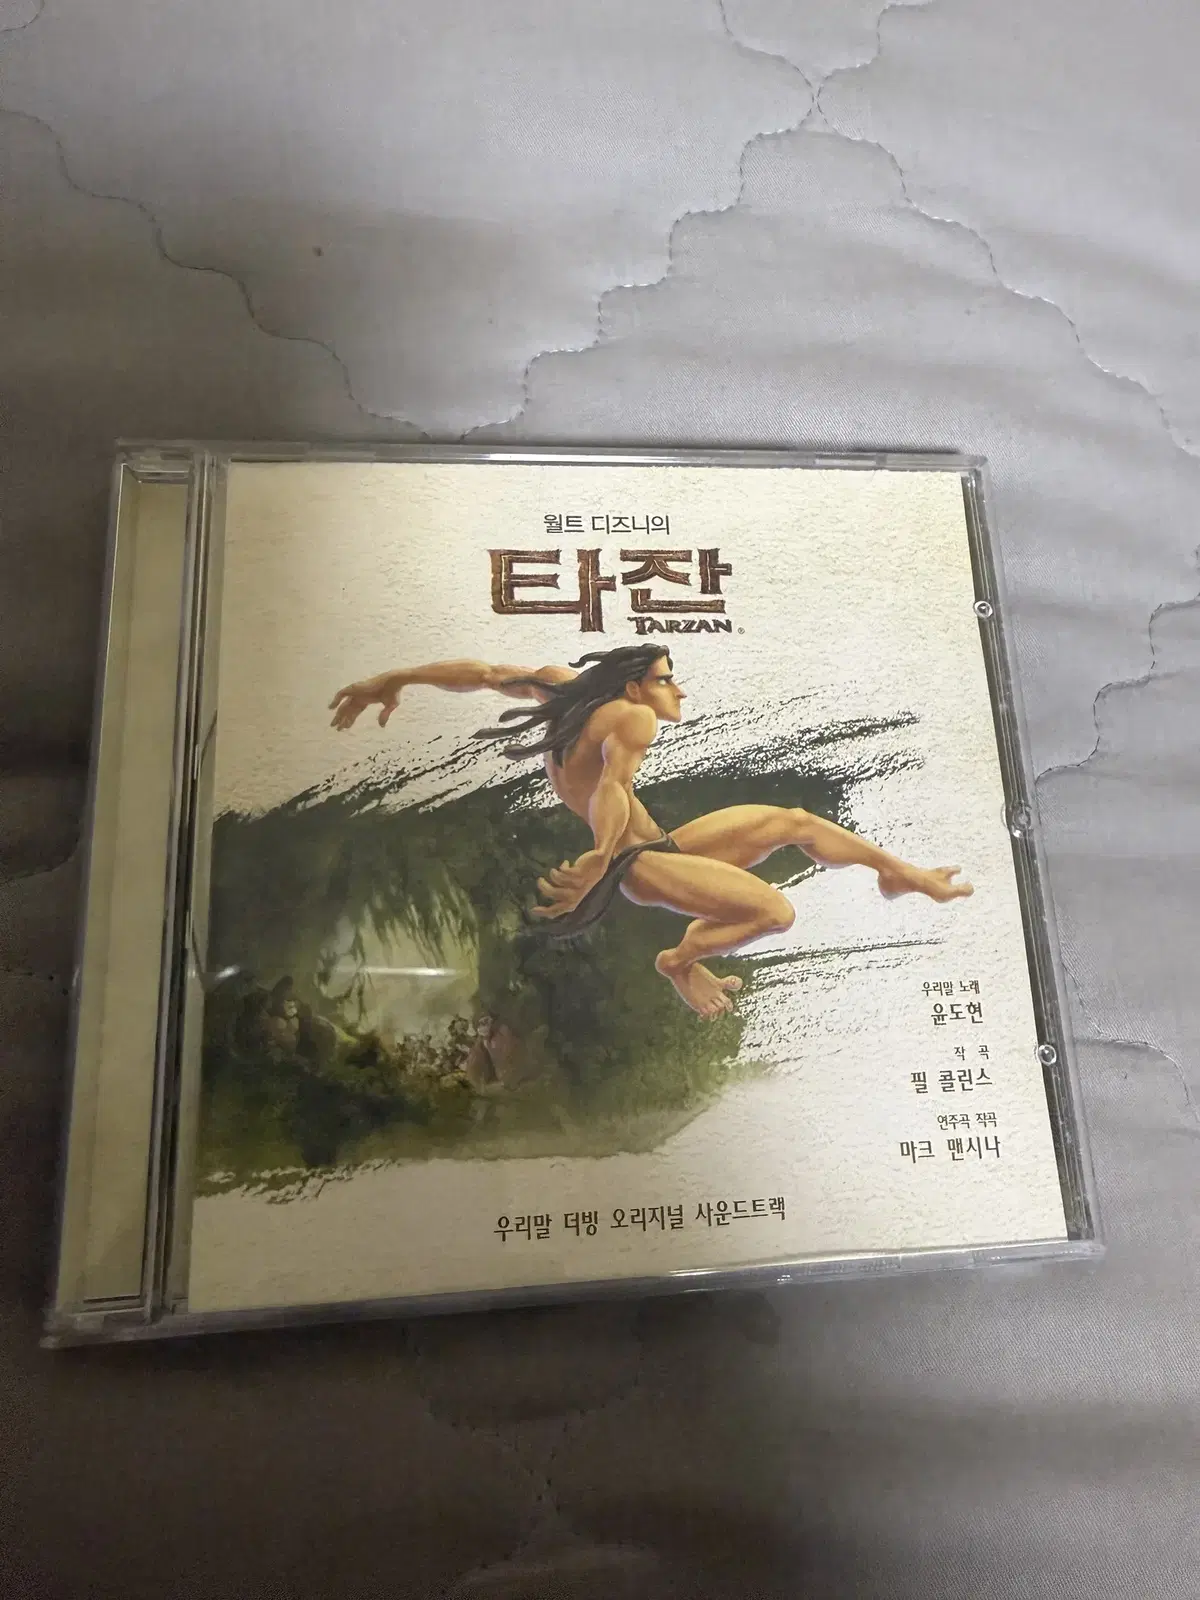 월트 디즈니의
타잔
TARZAN®
우리말 노래
윤도현
작 곡
필 콜린스
연주곡 작곡
마크 맨시나
우리말 더빙 오리지널 사운드트랙